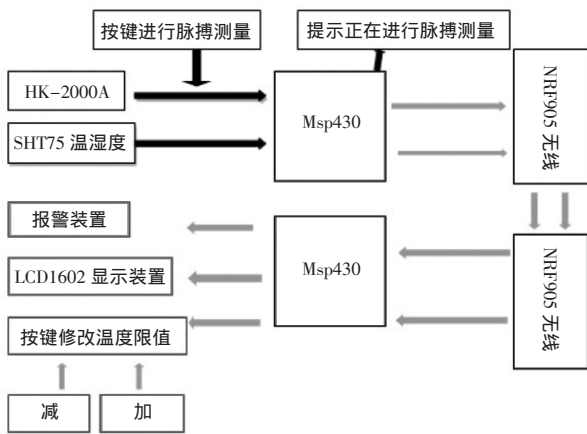 按键进行脉搏测量
提示正在进行脉搏测量
HK-2000A
Msp430
NRF905 无线
SHT75 温湿度
报警装置
Msp430
NRF905 无线
LCD1602 显示装置
按键修改温度限值
减
加